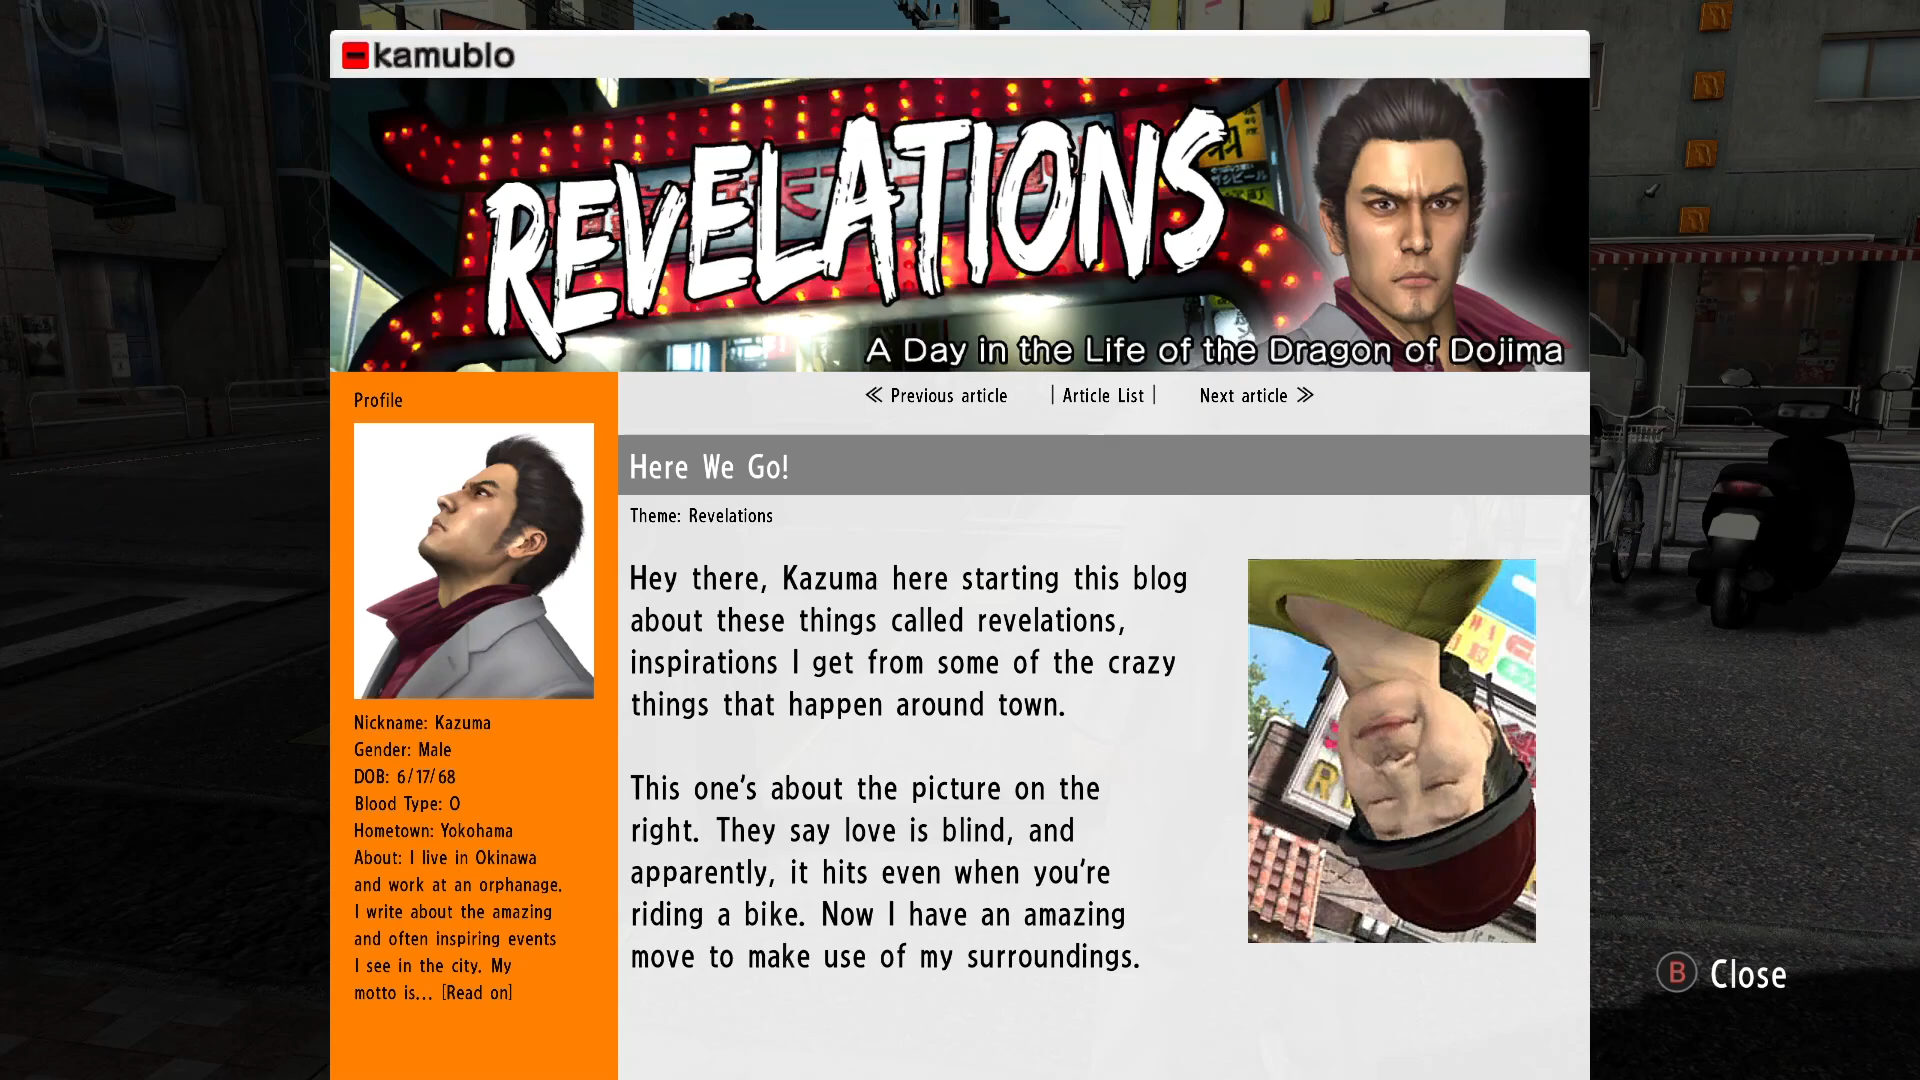 kamublo
REVELATIONS
A Day in the Life of the Dragon of Dojima
≪ Previous article | Article List | Next article ≫
Profile
Nickname: Kazuma
Gender: Male
DOB: 6/17/68
Blood Type: O
Hometown: Yokohama
About: I live in Okinawa
and work at an orphanage.
I write about the amazing
and often inspiring events
I see in the city. My
motto is... [Read on]
Here We Go!
Theme: Revelations
Hey there, Kazuma here starting this blog
about these things called revelations,
inspirations I get from some of the crazy
things that happen around town.
This one's about the picture on the
right. They say love is blind, and
apparently, it hits even when you're
riding a bike. Now I have an amazing
move to make use of my surroundings.
B Close